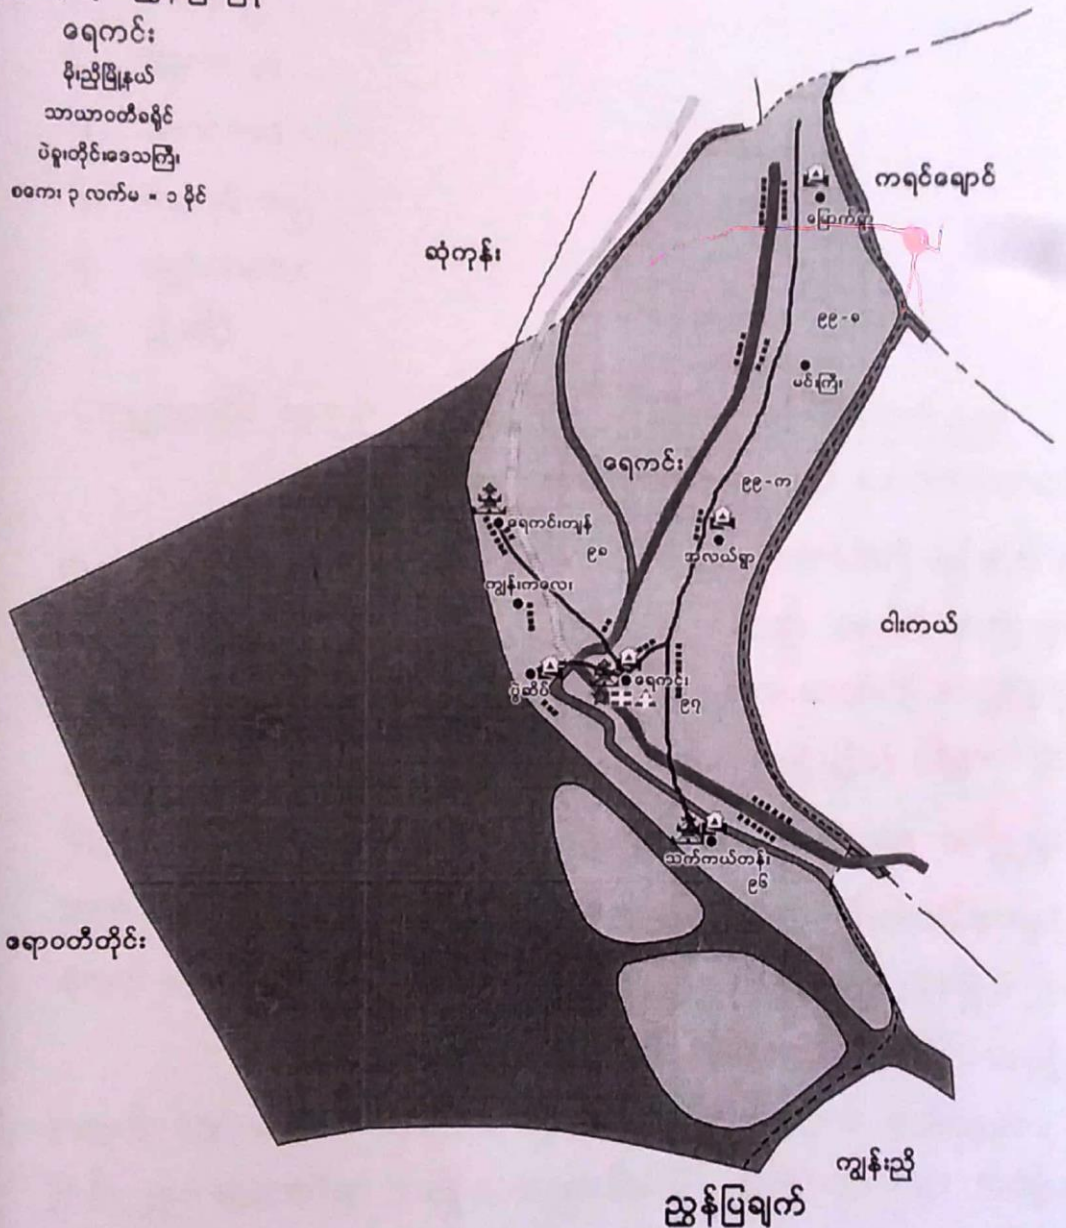 ရေကင်း
မိုးညိုမြို့နယ်
သာယာဝတီခရိုင်
ပဲခူးတိုင်းဒေသကြီး
စကေး ၃ လက်မ = ၁ မိုင်
ကရင်ချောင်
မြောက်ရွာ
ဆုံကုန်း
၉၉-ခ
မင်းကြီး
ရေကင်း
၉၉-က
ရေကင်းကျွန်
၉၈
အလယ်ရွာ
ကျွန်းကလေး
ငါးကယ်
ရေကင်း
ပွဲဆိပ်
၉၇
သက်ကယ်တန်း
၉၆
ရောဝတီတိုင်း
ကျွန်းညို
ညွှန်ပြချက်